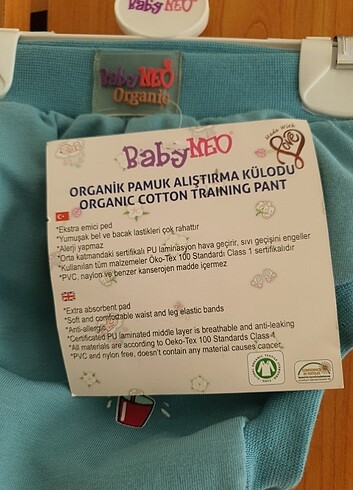 BabyNEO
BabyNEO
Organic
Made With
Love
BabyNEO®
ORGANİK PAMUK ALIŞTIRMA KÜLODU
ORGANIC COTTON TRAINING PANT
*Ekstra emici ped
*Yumuşak bel ve bacak lastikleri çok rahattır
*Alerji yapmaz
*Orta katmandaki sertifikalı PU laminasyon hava geçirir, sıvı geçişini engeller
*Kullanılan tüm malzemeler Öko-Tex 100 Standardı Class 1 sertifikalıdır
*PVC, naylon ve benzer kanserojen madde içermez
*Extra absorbent pad
*Soft and comfortable waist and leg elastic bands
*Anti-allergic
*Certificated PU laminated middle layer is breathable and anti-leaking
*All materials are according to Oeko-Tex 100 Standards Class-1
*PVC and nylon free, doesn't contain any material causes cancer